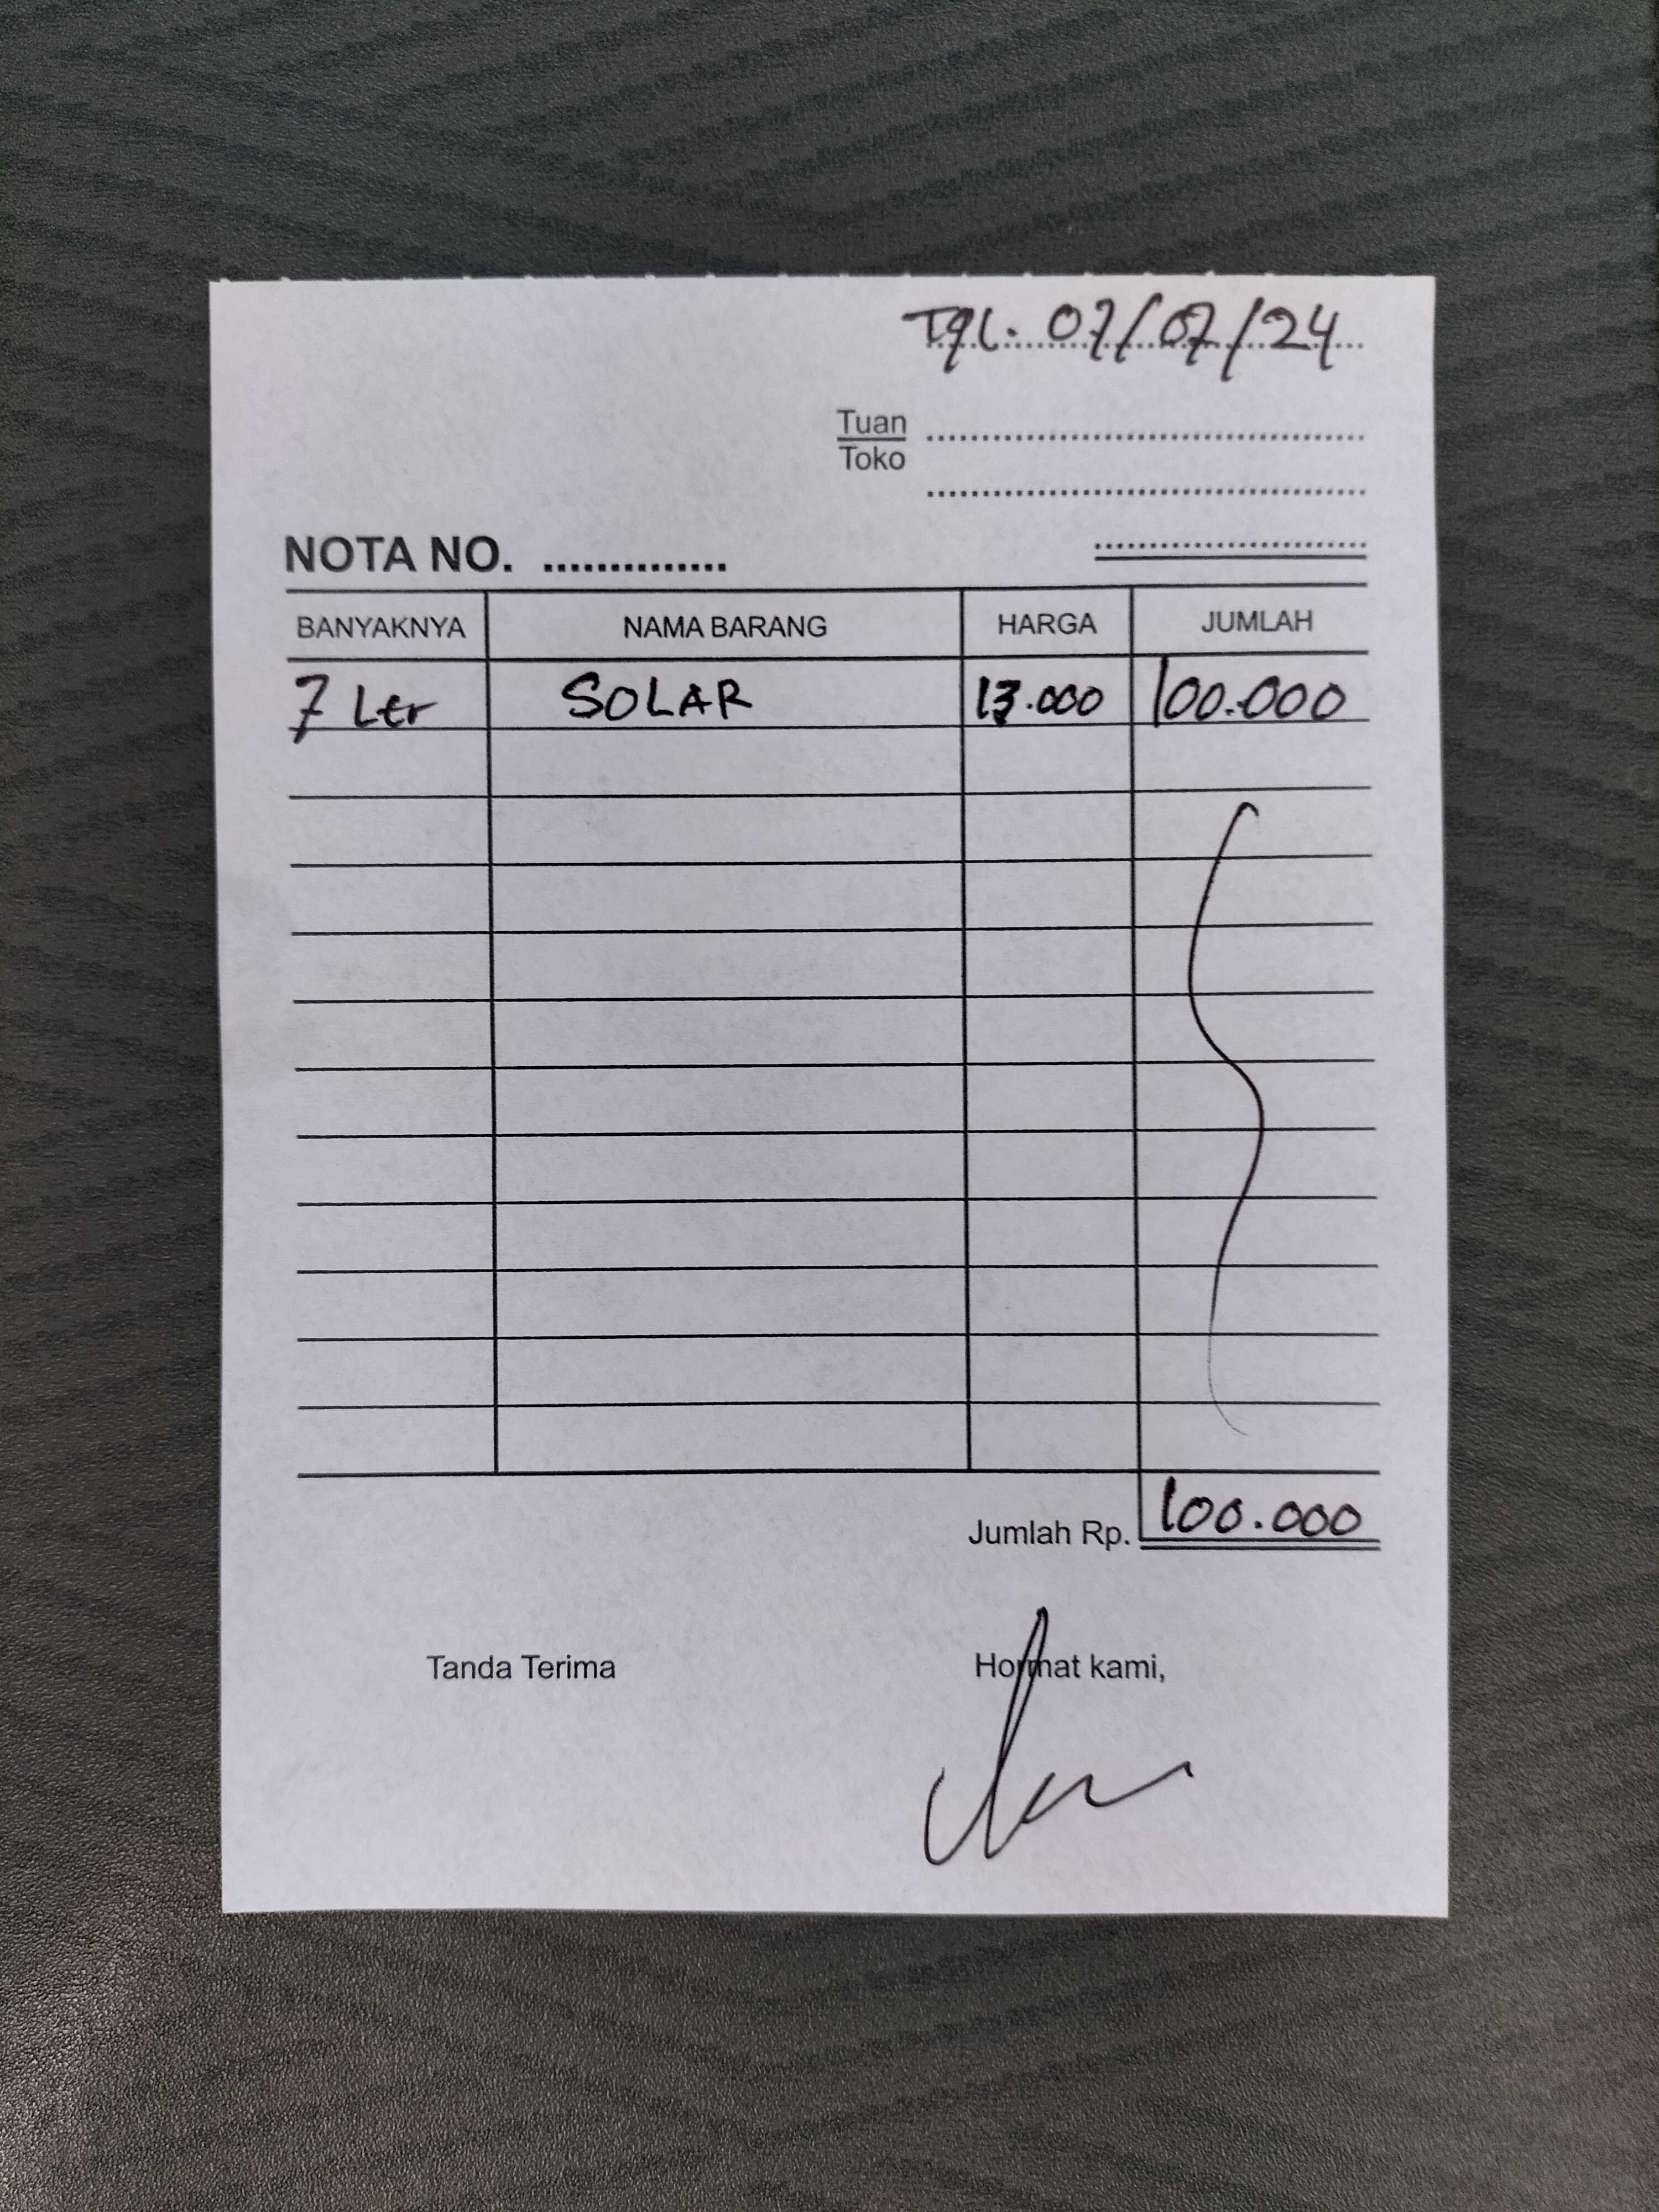 Tgl. 07/07/24
Tuan
Toko
NOTA NO. ..............
BANYAKNYA NAMA BARANG HARGA JUMLAH
7 Ltr SOLAR 13.000 100.000
Jumlah Rp. 100.000
Tanda Terima Hormat kami,